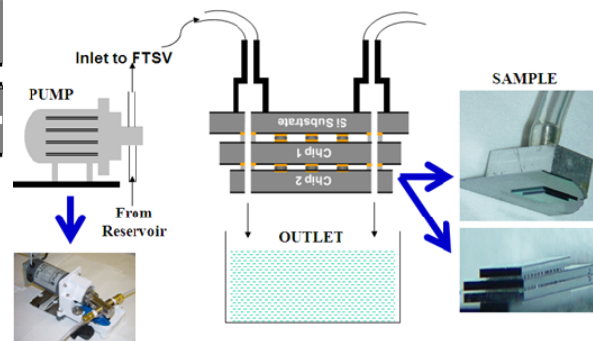 Inlet to FTSV
PUMP
From
Reservoir
Si Substrate
Chip 1
Chip 2
OUTLET
SAMPLE